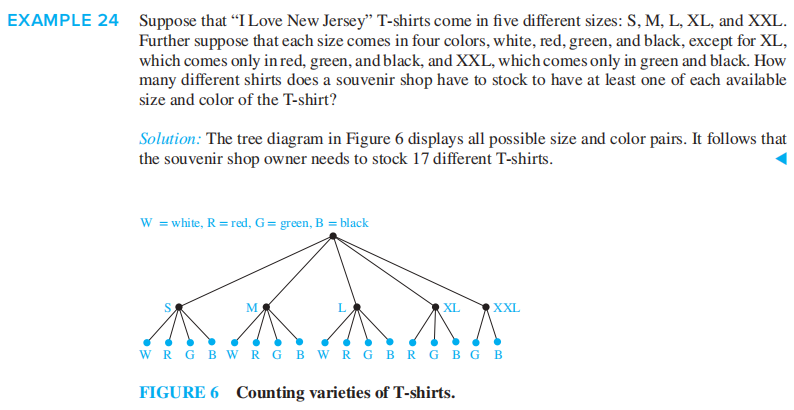 EXAMPLE 24 Suppose that “I Love New Jersey” T-shirts come in five different sizes: S, M, L, XL, and XXL.
Further suppose that each size comes in four colors, white, red, green, and black, except for XL,
which comes only in red, green, and black, and XXL, which comes only in green and black. How
many different shirts does a souvenir shop have to stock to have at least one of each available
size and color of the T-shirt?
Solution: The tree diagram in Figure 6 displays all possible size and color pairs. It follows that
the souvenir shop owner needs to stock 17 different T-shirts.
W = white, R = red, G = green, B = black
S M L XL XXL
W R G B W R G B W R G B R G B G B
FIGURE 6 Counting varieties of T-shirts.